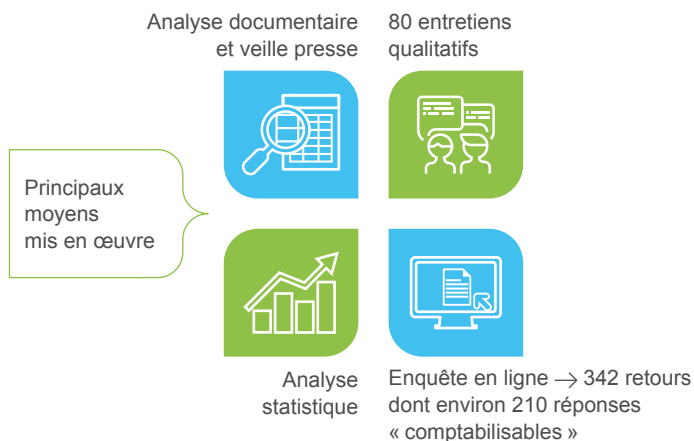 Analyse documentaire
et veille presse
80 entretiens
qualitatifs
Principaux
moyens
mis en œuvre
Analyse
statistique
Enquête en ligne → 342 retours
dont environ 210 réponses
« comptabilisables »